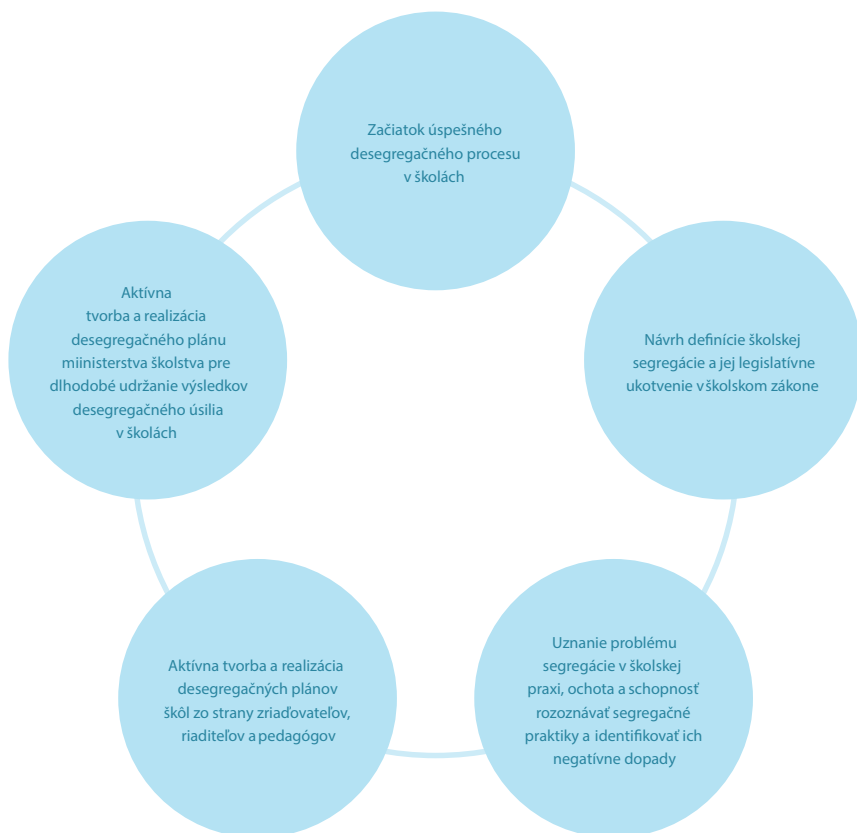 Začiatok úspešného
desegregačného procesu
v školách
Návrh definície školskej
segregácie a jej legislatívne
ukotvenie v školskom zákone
Uznanie problému
segregácie v školskej
praxi, ochota a schopnosť
rozoznávať segregačné
praktiky a identifikovať ich
negatívne dopady
Aktívna tvorba a realizácia
desegregačných plánov
škôl zo strany zriaďovateľov,
riaditeľov a pedagógov
Aktívna
tvorba a realizácia
desegregačného plánu
miinisterstva školstva pre
dlhodobé udržanie výsledkov
desegregačného úsilia
v školách